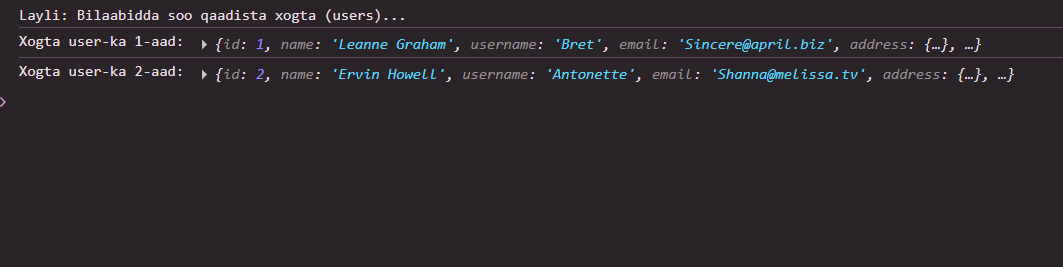 Layli: Bilaabidda soo qaadista xogta (users)...
Xogta user-ka 1-aad: ▶ {id: 1, name: 'Leanne Graham', username: 'Bret', email: 'Sincere@april.biz', address: {…}, …}
Xogta user-ka 2-aad: ▶ {id: 2, name: 'Ervin Howell', username: 'Antonette', email: 'Shanna@melissa.tv', address: {…}, …}